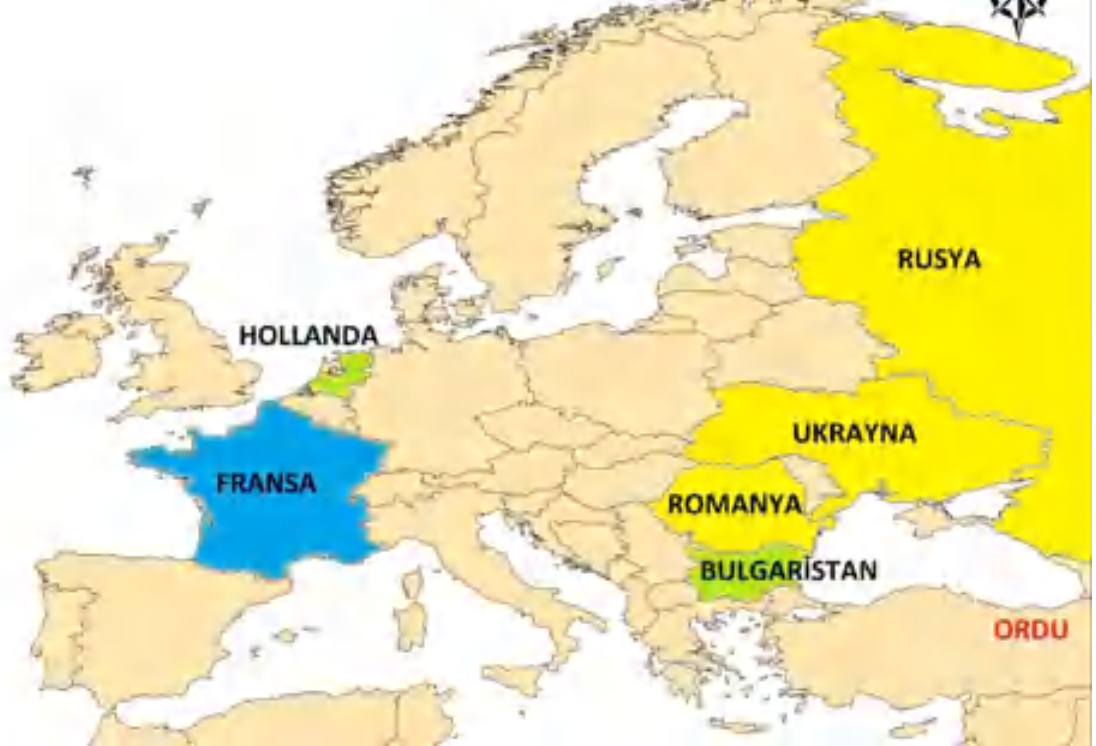 RUSYA
HOLLANDA
UKRAYNA
FRANSA
ROMANYA
BULGARİSTAN
ORDU